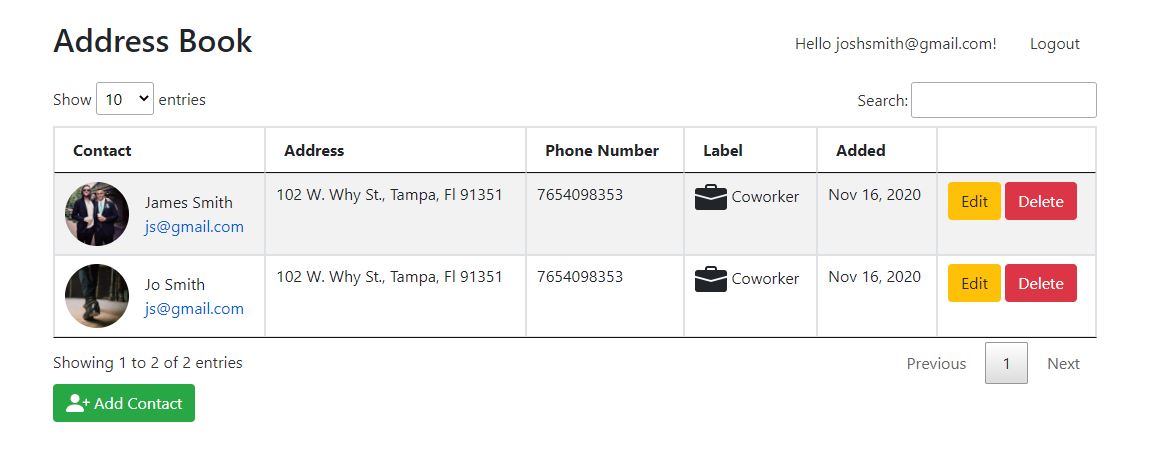 Address Book
Hello joshsmith@gmail.com! Logout
Show 10 entries Search:
Contact Address Phone Number Label Added
James Smith 102 W. Why St., Tampa, Fl 91351 7654098353 Coworker Nov 16, 2020 Edit Delete
js@gmail.com
Jo Smith 102 W. Why St., Tampa, Fl 91351 7654098353 Coworker Nov 16, 2020 Edit Delete
js@gmail.com
Showing 1 to 2 of 2 entries Previous 1 Next
Add Contact